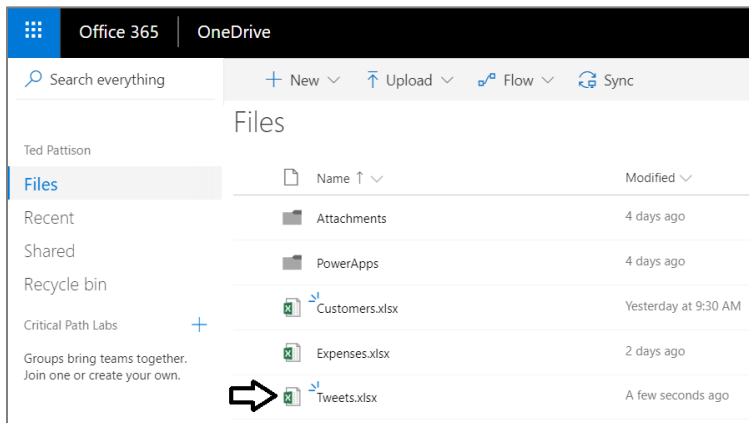 Office 365 OneDrive
Search everything
New Upload Flow Sync
Files
Ted Pattison
Files
Recent
Shared
Recycle bin
Critical Path Labs
Groups bring teams together.
Join one or create your own.
Name Modified
Attachments 4 days ago
PowerApps 4 days ago
Customers.xlsx Yesterday at 9:30 AM
Expenses.xlsx 2 days ago
Tweets.xlsx A few seconds ago